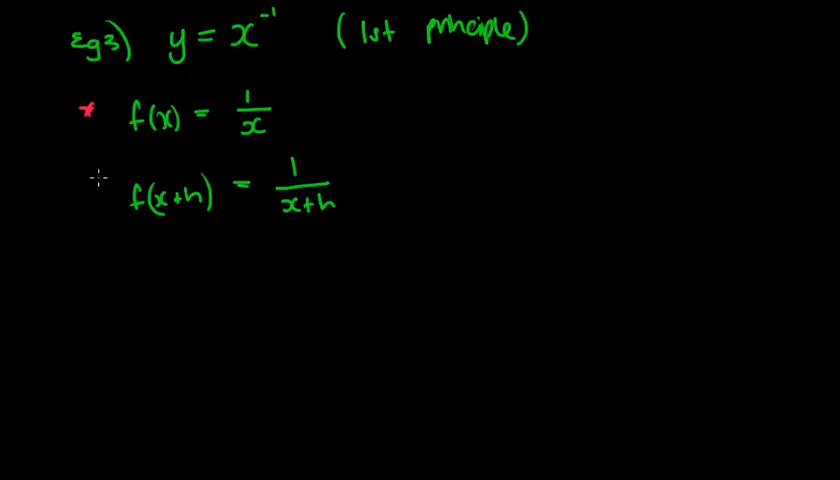 Eg3) y = x⁻¹ (1st principle)
* f(x) = 1/x
f(x+h) = 1/(x+h)